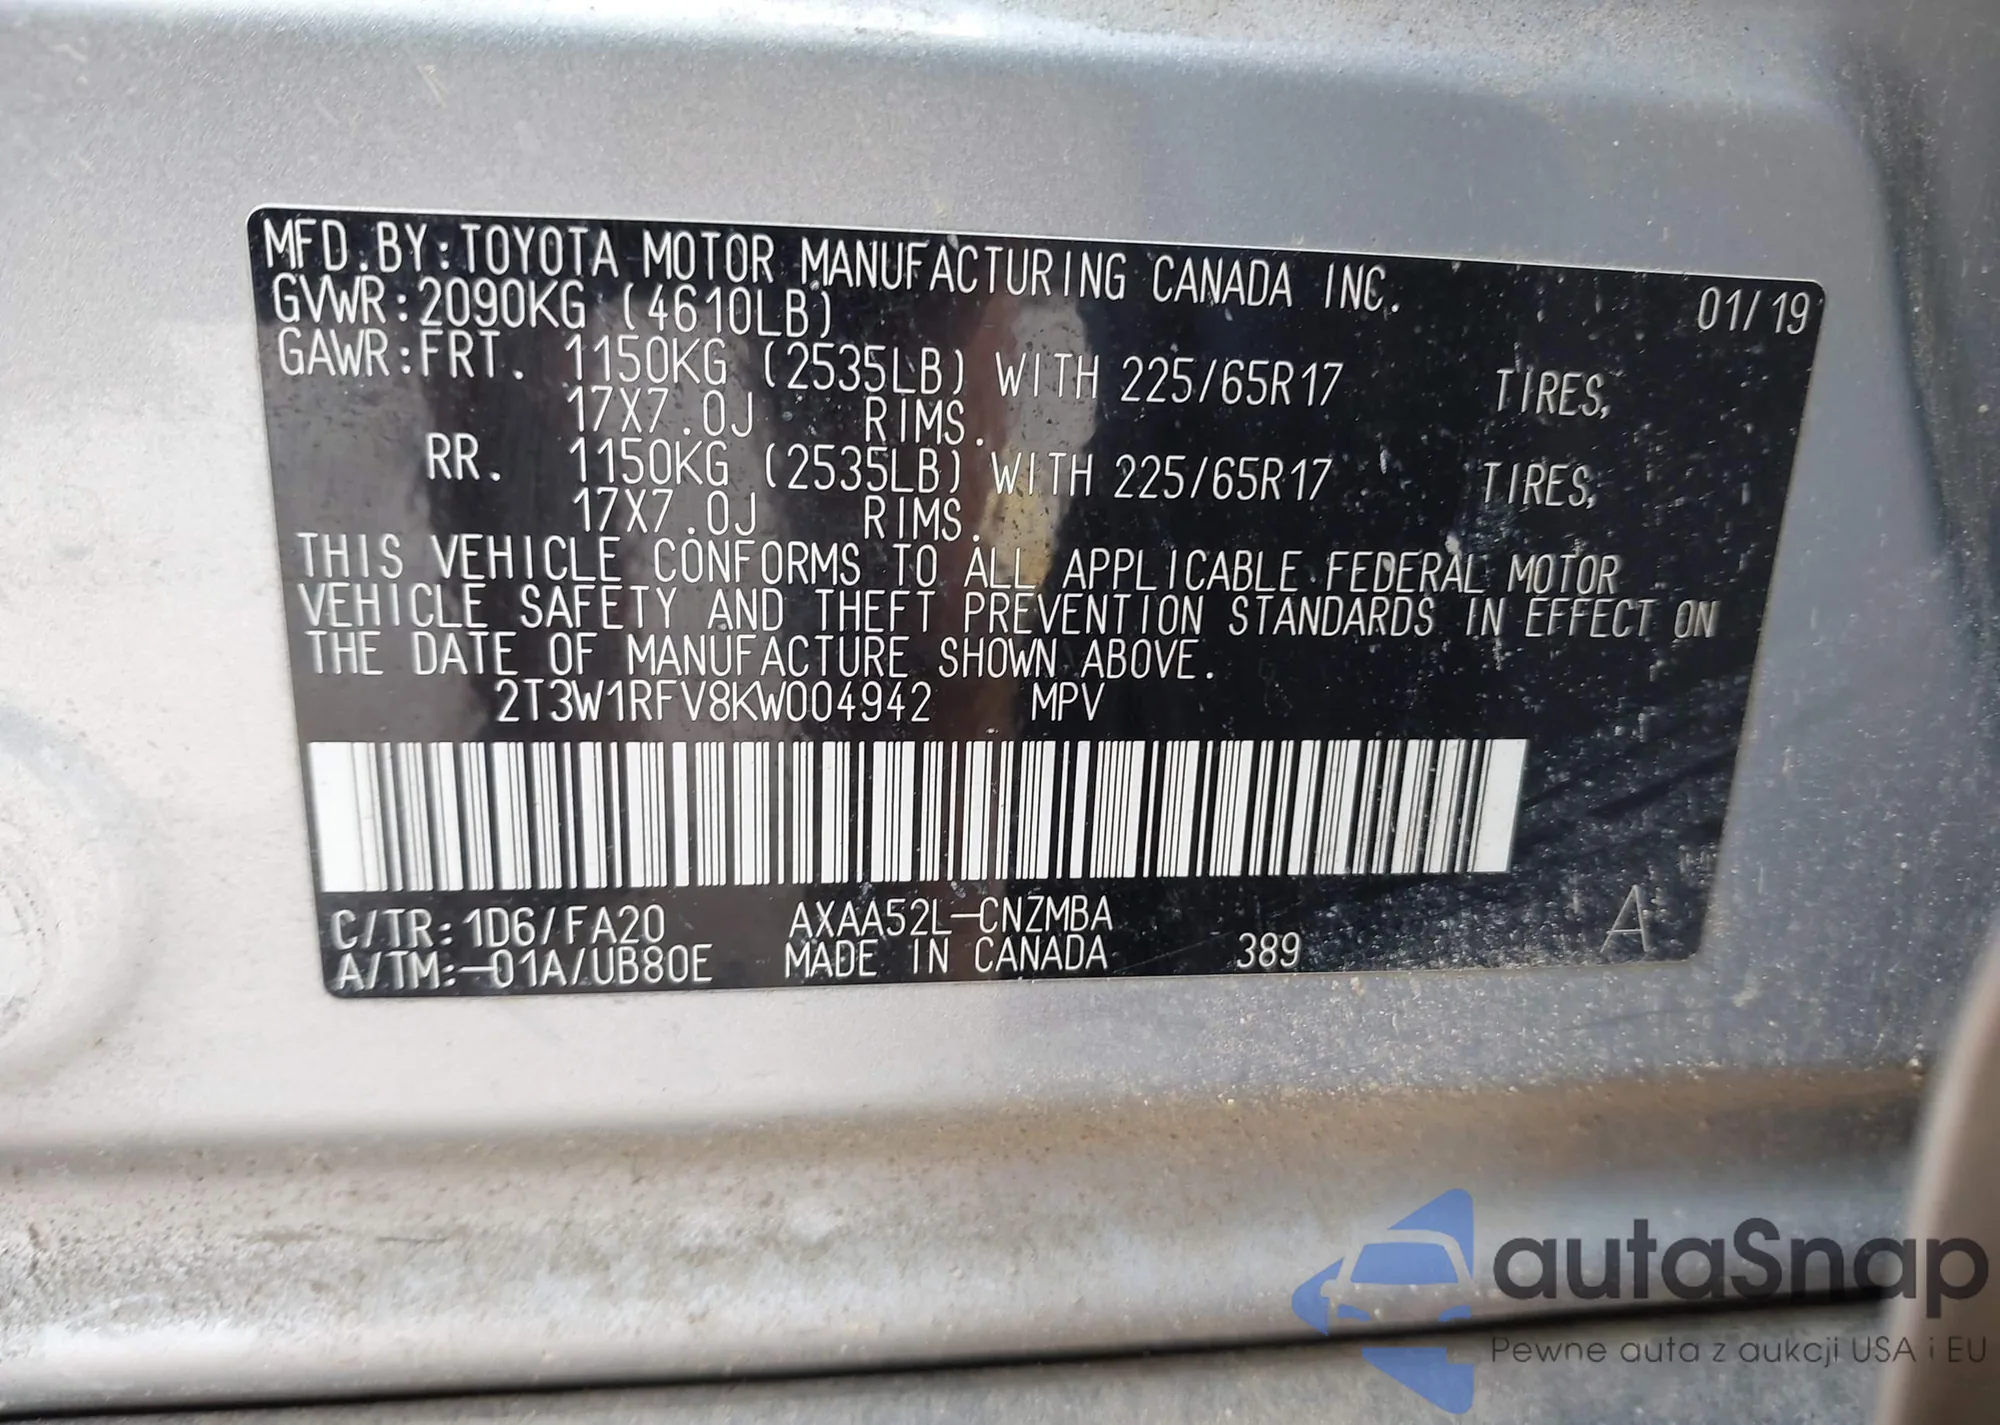 MFD.BY:TOYOTA MOTOR MANUFACTURING CANADA INC. 01/19
GVWR:2090KG (4610LB)
GAWR:FRT. 1150KG (2535LB) WITH 225/65R17 TIRES,
17X7.0J RIMS.
RR. 1150KG (2535LB) WITH 225/65R17 TIRES,
17X7.0J RIMS.
THIS VEHICLE CONFORMS TO ALL APPLICABLE FEDERAL MOTOR
VEHICLE SAFETY AND THEFT PREVENTION STANDARDS IN EFFECT ON
THE DATE OF MANUFACTURE SHOWN ABOVE.
2T3W1RFV8KW004942 MPV
C/TR:1D6/FA20 AXAA52L-CNZMBA
A/TM:-01A/UB80E MADE IN CANADA 389 A
autaSnap
Pewne auta z aukcji USA i EU